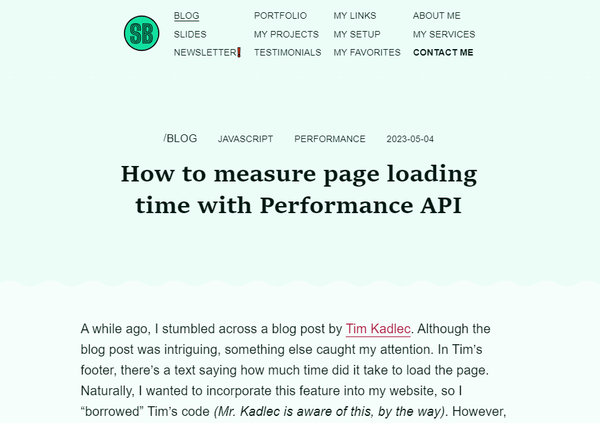 SB
BLOG PORTFOLIO MY LINKS ABOUT ME
SLIDES MY PROJECTS MY SETUP MY SERVICES
NEWSLETTER TESTIMONIALS MY FAVORITES CONTACT ME
/BLOG JAVASCRIPT PERFORMANCE 2023-05-04
How to measure page loading
time with Performance API
A while ago, I stumbled across a blog post by Tim Kadlec. Although the
blog post was intriguing, something else caught my attention. In Tim's
footer, there's a text saying how much time did it take to load the page.
Naturally, I wanted to incorporate this feature into my website, so I
“borrowed” Tim's code (Mr. Kadlec is aware of this, by the way). However,